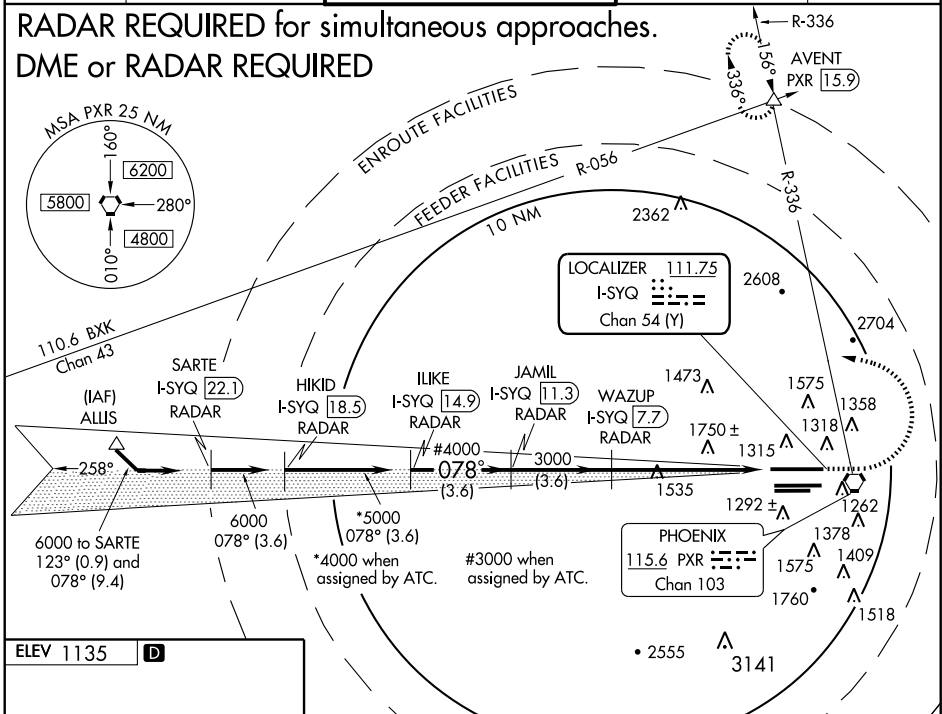 RADAR REQUIRED for simultaneous approaches.
DME or RADAR REQUIRED
R-336
156°
336°
AVENT
PXR 15.9
MSA PXR 25 NM
190°
6200
5800
280°
4800
010°
ENROUTE FACILITIES
FEEDER FACILITIES
R-056
10 NM
R-336
2362
LOCALIZER 111.75
I-SYQ
Chan 54 (Y)
2608
2704
110.6 BXK
Chan 43
(IAF)
ALLIS
SARTE
I-SYQ 22.1
RADAR
HIKID
I-SYQ 18.5
RADAR
ILIKE
I-SYQ 14.9
RADAR
JAMIL
I-SYQ 11.3
RADAR
WAZUP
I-SYQ 7.7
RADAR
1473
1575
1358
1318
1750 ±
1315
258°
#4000
078°
(3.6)
3000
(3.6)
1535
1292 ±
1262
6000 to SARTE
123° (0.9) and
078° (9.4)
6000
078° (3.6)
*5000
078° (3.6)
*4000 when
assigned by ATC.
#3000 when
assigned by ATC.
PHOENIX
115.6 PXR
Chan 103
1378
1575
1409
1760
1518
2555
3141
ELEV 1135 D